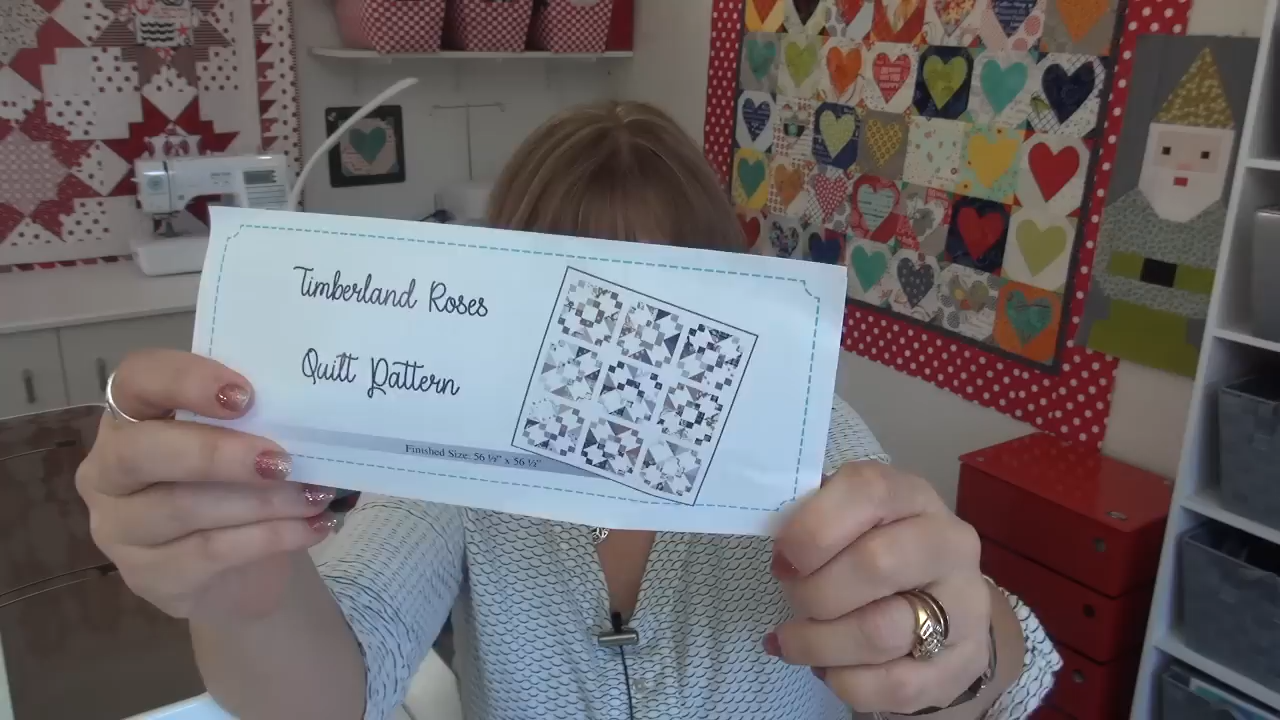 Timberland Roses
Quilt Pattern
Finished Size: 56 ½" x 56 ½"